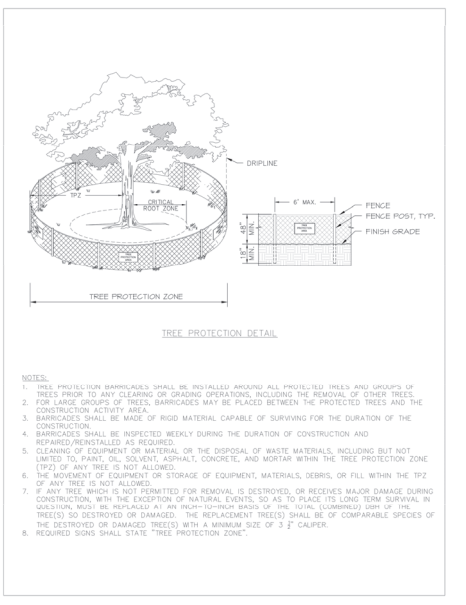 DRIPLINE
TPZ
CRITICAL
ROOT ZONE
TREE
PROTECTION
AREA
TREE PROTECTION ZONE
6' MAX.
FENCE
FENCE POST, TYP.
FINISH GRADE
48"
MIN.
18"
MIN.
TREE
PROTECTION
AREA
TREE PROTECTION DETAIL
NOTES:
1. TREE PROTECTION BARRICADES SHALL BE INSTALLED AROUND ALL PROTECTED TREES AND GROUPS OF
TREES PRIOR TO ANY CLEARING OR GRADING OPERATIONS, INCLUDING THE REMOVAL OF OTHER TREES.
2. FOR LARGE GROUPS OF TREES, BARRICADES MAY BE PLACED BETWEEN THE PROTECTED TREES AND THE
CONSTRUCTION ACTIVITY AREA.
3. BARRICADES SHALL BE MADE OF RIGID MATERIAL CAPABLE OF SURVIVING FOR THE DURATION OF THE
CONSTRUCTION.
4. BARRICADES SHALL BE INSPECTED WEEKLY DURING THE DURATION OF CONSTRUCTION AND
REPAIRED/REINSTALLED AS REQUIRED.
5. CLEANING OF EQUIPMENT OR MATERIAL OR THE DISPOSAL OF WASTE MATERIALS, INCLUDING BUT NOT
LIMITED TO, PAINT, OIL, SOLVENT, ASPHALT, CONCRETE, AND MORTAR WITHIN THE TREE PROTECTION ZONE
(TPZ) OF ANY TREE IS NOT ALLOWED.
6. THE MOVEMENT OF EQUIPMENT OR STORAGE OF EQUIPMENT, MATERIALS, DEBRIS, OR FILL WITHIN THE TPZ
OF ANY TREE IS NOT ALLOWED.
7. IF ANY TREE WHICH IS NOT PERMITTED FOR REMOVAL IS DESTROYED, OR RECEIVES MAJOR DAMAGE DURING
CONSTRUCTION, WITH THE EXCEPTION OF NATURAL EVENTS, SO AS TO PLACE ITS LONG TERM SURVIVAL IN
QUESTION, MUST BE REPLACED AT AN INCH-TO-INCH BASIS OF THE TOTAL (COMBINED) DBH OF THE
TREE(S) SO DESTROYED OR DAMAGED. THE REPLACEMENT TREE(S) SHALL BE OF COMPARABLE SPECIES OF
THE DESTROYED OR DAMAGED TREE(S) WITH A MINIMUM SIZE OF 3 ½" CALIPER.
8. REQUIRED SIGNS SHALL STATE "TREE PROTECTION ZONE".